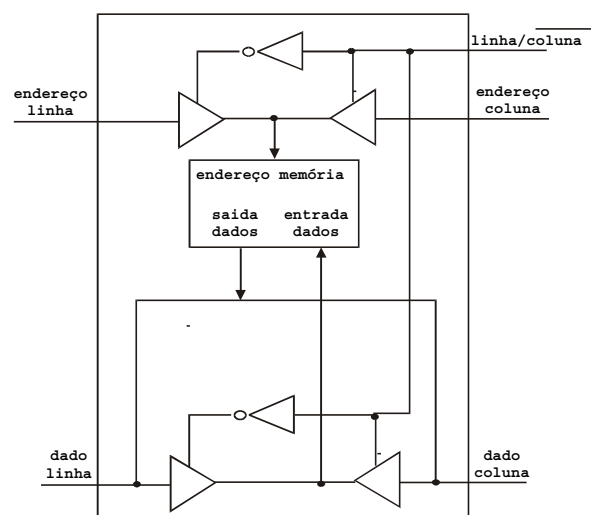 linha/coluna
endereço
linha
endereço
coluna
endereço memória
saida
dados
entrada
dados
dado
linha
dado
coluna